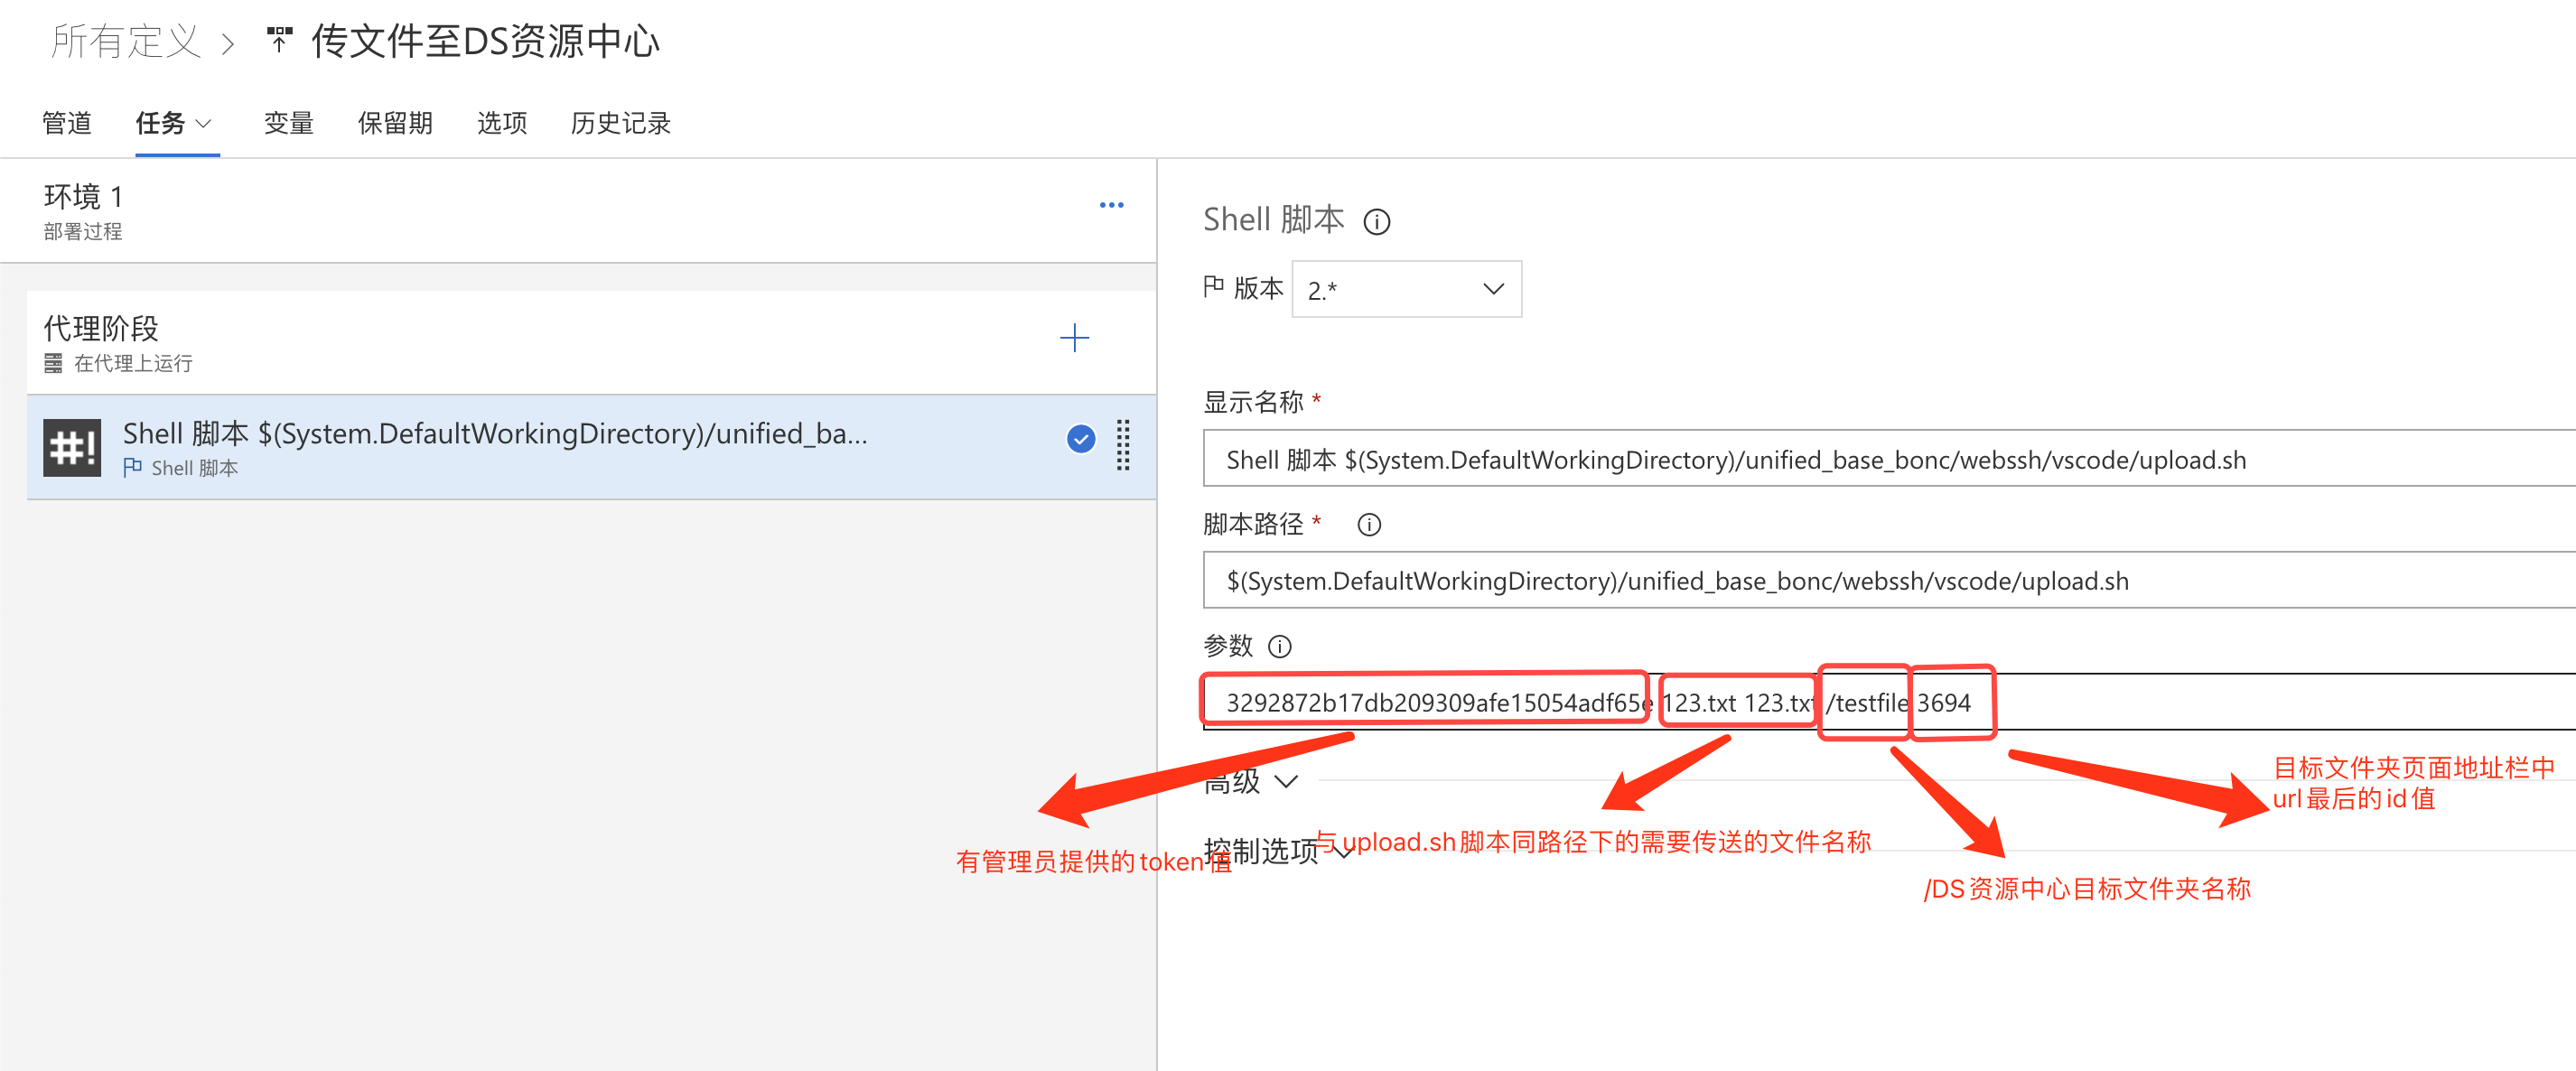 所有定义 > 传文件至DS资源中心
管道 任务 变量 保留期 选项 历史记录
环境 1
部署过程
代理阶段
在代理上运行
#! Shell 脚本 $(System.DefaultWorkingDirectory)/unified_ba...
Shell 脚本
Shell 脚本
版本 2.*
显示名称 *
Shell 脚本 $(System.DefaultWorkingDirectory)/unified_base_bonc/webssh/vscode/upload.sh
脚本路径 *
$(System.DefaultWorkingDirectory)/unified_base_bonc/webssh/vscode/upload.sh
参数
3292872b17db209309afe15054adf65e 123.txt 123.txt /testfile 3694
高级
控制选项
有管理员提供的token值
与upload.sh脚本同路径下的需要传送的文件名称
/DS资源中心目标文件夹名称
目标文件夹页面地址栏中
url最后的id值